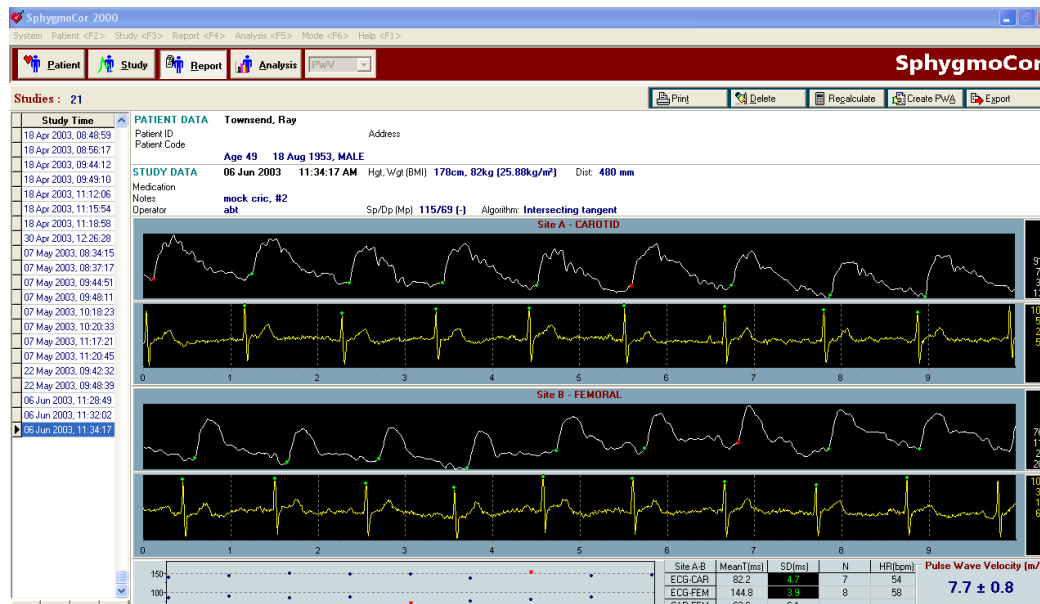 SphygmoCor 2000
System Patient <F2> Study <F3> Report <F4> Analysis <F5> Mode <F6> Help <F1>
Patient Study Report Analysis PWV SphygmoCor
Studies : 21 Print Delete Recalculate Create PWA Export
Study Time
18 Apr 2003, 08:48:59
18 Apr 2003, 08:56:17
18 Apr 2003, 09:44:12
18 Apr 2003, 09:49:10
18 Apr 2003, 11:12:06
18 Apr 2003, 11:15:54
18 Apr 2003, 11:18:58
30 Apr 2003, 12:26:28
07 May 2003, 08:34:15
07 May 2003, 08:37:17
07 May 2003, 09:44:51
07 May 2003, 09:48:11
07 May 2003, 10:18:23
07 May 2003, 10:20:33
07 May 2003, 11:17:21
07 May 2003, 11:20:45
22 May 2003, 09:42:32
22 May 2003, 09:48:39
06 Jun 2003, 11:28:49
06 Jun 2003, 11:32:02
06 Jun 2003, 11:34:17
PATIENT DATA Townsend, Ray
Patient ID Address
Patient Code
Age 49 18 Aug 1953, MALE
STUDY DATA 06 Jun 2003 11:34:17 AM Hgt, Wgt (BMI) 178cm, 82kg (25.88kg/m²) Dist: 480 mm
Medication
Notes mock cric, #2
Operator abt Sp/Dp (Mp) 115/69 (-) Algorithm: Intersecting tangent
Site A - CAROTID
0 1 2 3 4 5 6 7 8 9
Site B - FEMORAL
0 1 2 3 4 5 6 7 8 9
150
100
Site A-B MeanT(ms) SD(ms) N HR(bpm)
ECG-CAR 82.2 4.7 7 54
ECG-FEM 144.8 3.9 8 58
Pulse Wave Velocity (m/
7.7 ± 0.8